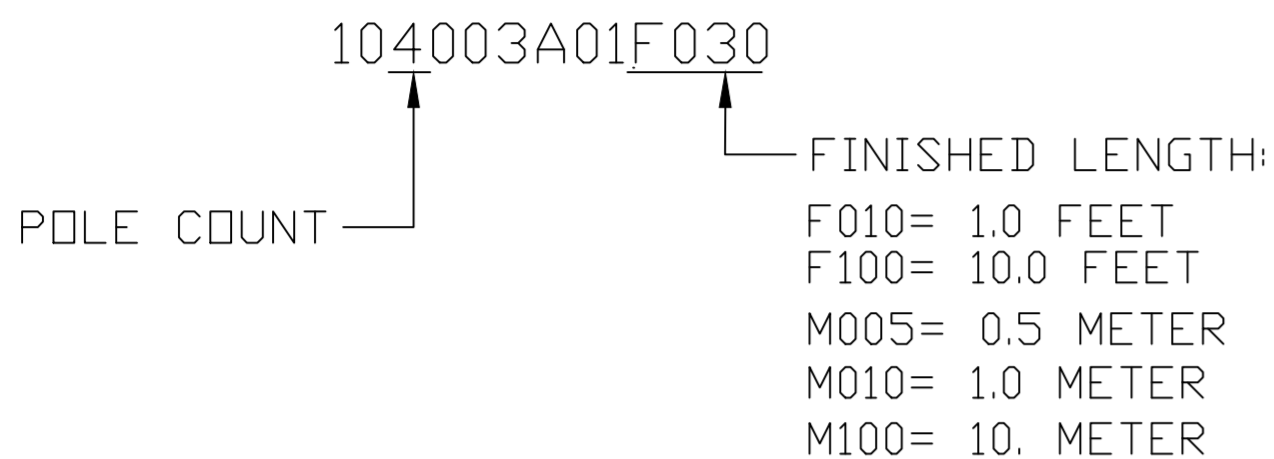 104003A01F030
FINISHED LENGTH:
POLE COUNT
F010= 1.0 FEET
F100= 10.0 FEET
M005= 0.5 METER
M010= 1.0 METER
M100= 10. METER